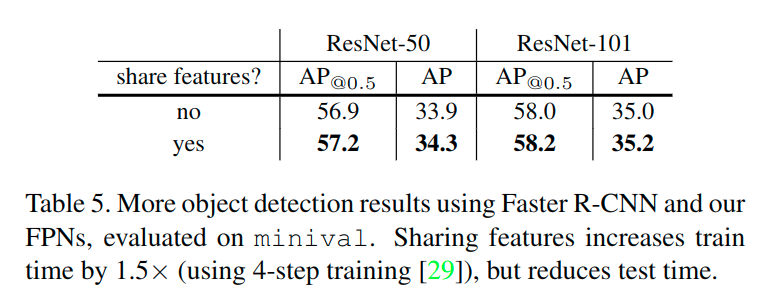 ResNet-50 ResNet-101
share features? AP@0.5 AP AP@0.5 AP
no 56.9 33.9 58.0 35.0
yes 57.2 34.3 58.2 35.2
Table 5. More object detection results using Faster R-CNN and our
FPNs, evaluated on minival. Sharing features increases train
time by 1.5× (using 4-step training [29]), but reduces test time.